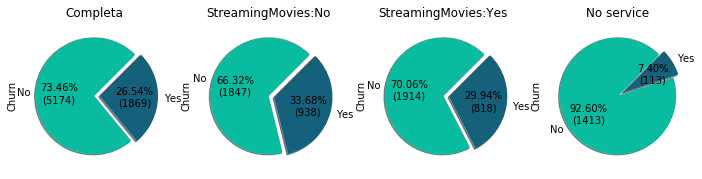 Completa
Churn
No
73.46%
(5174)
26.54%
(1869)
Yes
StreamingMovies:No
Churn
No
66.32%
(1847)
33.68%
(938)
Yes
StreamingMovies:Yes
Churn
No
70.06%
(1914)
29.94%
(818)
Yes
No service
Churn
No
92.60%
(1413)
7.40%
(113)
Yes